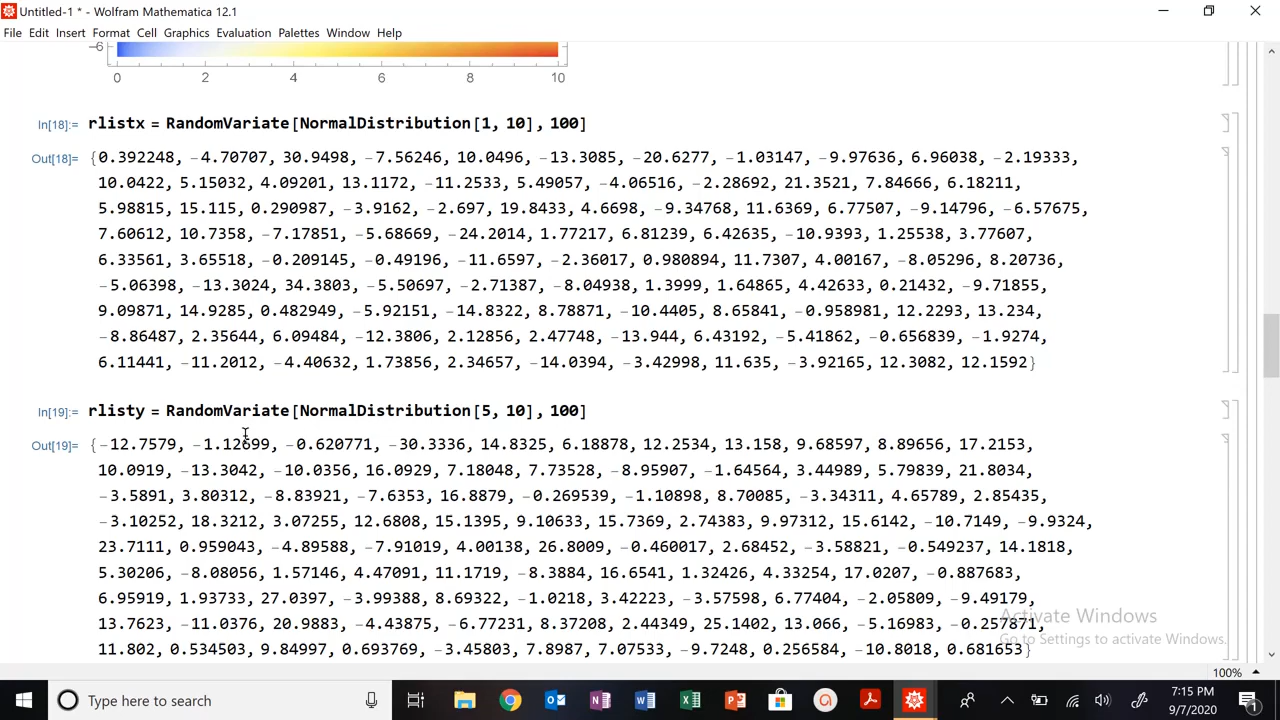 Untitled-1 * - Wolfram Mathematica 12.1
File Edit Insert Format Cell Graphics Evaluation Palettes Window Help
−6
0 2 4 6 8 10
In[18]:= rlistx = RandomVariate[NormalDistribution[1, 10], 100]
Out[18]= {0.392248, −4.70707, 30.9498, −7.56246, 10.0496, −13.3085, −20.6277, −1.03147, −9.97636, 6.96038, −2.19333,
10.0422, 5.15032, 4.09201, 13.1172, −11.2533, 5.49057, −4.06516, −2.28692, 21.3521, 7.84666, 6.18211,
5.98815, 15.115, 0.290987, −3.9162, −2.697, 19.8433, 4.6698, −9.34768, 11.6369, 6.77507, −9.14796, −6.57675,
7.60612, 10.7358, −7.17851, −5.68669, −24.2014, 1.77217, 6.81239, 6.42635, −10.9393, 1.25538, 3.77607,
6.33561, 3.65518, −0.209145, −0.49196, −11.6597, −2.36017, 0.980894, 11.7307, 4.00167, −8.05296, 8.20736,
−5.06398, −13.3024, 34.3803, −5.50697, −2.71387, −8.04938, 1.3999, 1.64865, 4.42633, 0.21432, −9.71855,
9.09871, 14.9285, 0.482949, −5.92151, −14.8322, 8.78871, −10.4405, 8.65841, −0.958981, 12.2293, 13.234,
−8.86487, 2.35644, 6.09484, −12.3806, 2.12856, 2.47748, −13.944, 6.43192, −5.41862, −0.656839, −1.9274,
6.11441, −11.2012, −4.40632, 1.73856, 2.34657, −14.0394, −3.42998, 11.635, −3.92165, 12.3082, 12.1592}
In[19]:= rlisty = RandomVariate[NormalDistribution[5, 10], 100]
Out[19]= {−12.7579, −1.12699, −0.620771, −30.3336, 14.8325, 6.18878, 12.2534, 13.158, 9.68597, 8.89656, 17.2153,
10.0919, −13.3042, −10.0356, 16.0929, 7.18048, 7.73528, −8.95907, −1.64564, 3.44989, 5.79839, 21.8034,
−3.5891, 3.80312, −8.83921, −7.6353, 16.8879, −0.269539, −1.10898, 8.70085, −3.34311, 4.65789, 2.85435,
−3.10252, 18.3212, 3.07255, 12.6808, 15.1395, 9.10633, 15.7369, 2.74383, 9.97312, 15.6142, −10.7149, −9.9324,
23.7111, 0.959043, −4.89588, −7.91019, 4.00138, 26.8009, −0.460017, 2.68452, −3.58821, −0.549237, 14.1818,
5.30206, −8.08056, 1.57146, 4.47091, 11.1719, −8.3884, 16.6541, 1.32426, 4.33254, 17.0207, −0.887683,
6.95919, 1.93733, 27.0397, −3.99388, 8.69322, −1.0218, 3.42223, −3.57598, 6.77404, −2.05809, −9.49179,
13.7623, −11.0376, 20.9883, −4.43875, −6.77231, 8.37208, 2.44349, 25.1402, 13.066, −5.16983, −0.257871,
11.802, 0.534503, 9.84997, 0.693769, −3.45803, 7.8987, 7.07533, −9.7248, 0.256584, −10.8018, 0.681653}
Activate Windows
Go to Settings to activate Windows.
100%
Type here to search
7:15 PM
9/7/2020
1